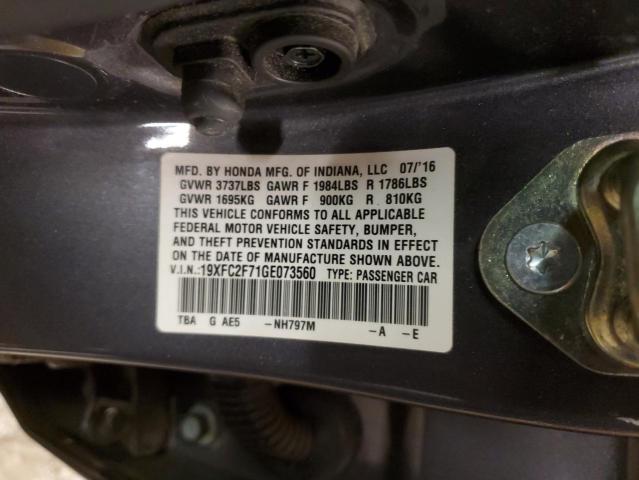 MFD. BY HONDA MFG. OF INDIANA, LLC 07/'16
GVWR 3737LBS GAWR F 1984LBS R 1786LBS
GVWR 1695KG GAWR F 900KG R 810KG
THIS VEHICLE CONFORMS TO ALL APPLICABLE
FEDERAL MOTOR VEHICLE SAFETY, BUMPER,
AND THEFT PREVENTION STANDARDS IN EFFECT
ON THE DATE OF MANUFACTURE SHOWN ABOVE.
V.I.N.:19XFC2F71GE073560 TYPE: PASSENGER CAR
TBA G AE5 -NH797M -A -E